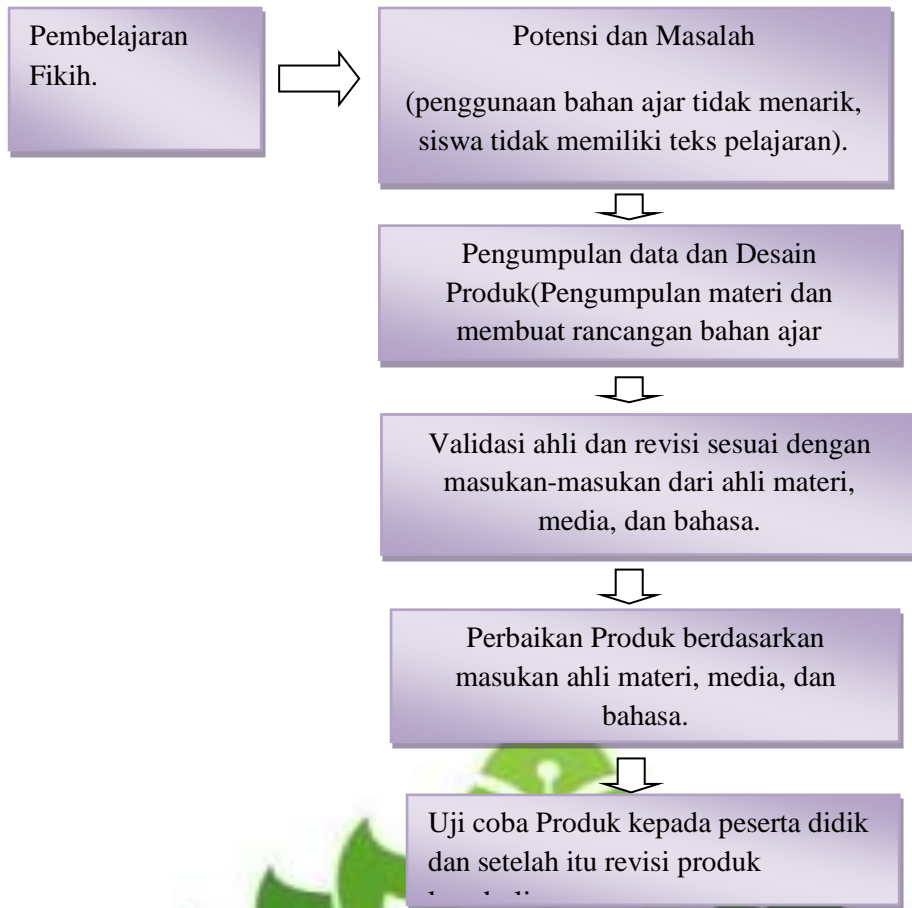 Pembelajaran
Fikih.
Potensi dan Masalah
(penggunaan bahan ajar tidak menarik,
siswa tidak memiliki teks pelajaran).
Pengumpulan data dan Desain
Produk(Pengumpulan materi dan
membuat rancangan bahan ajar
Validasi ahli dan revisi sesuai dengan
masukan-masukan dari ahli materi,
media, dan bahasa.
Perbaikan Produk berdasarkan
masukan ahli materi, media, dan
bahasa.
Uji coba Produk kepada peserta didik
dan setelah itu revisi produk